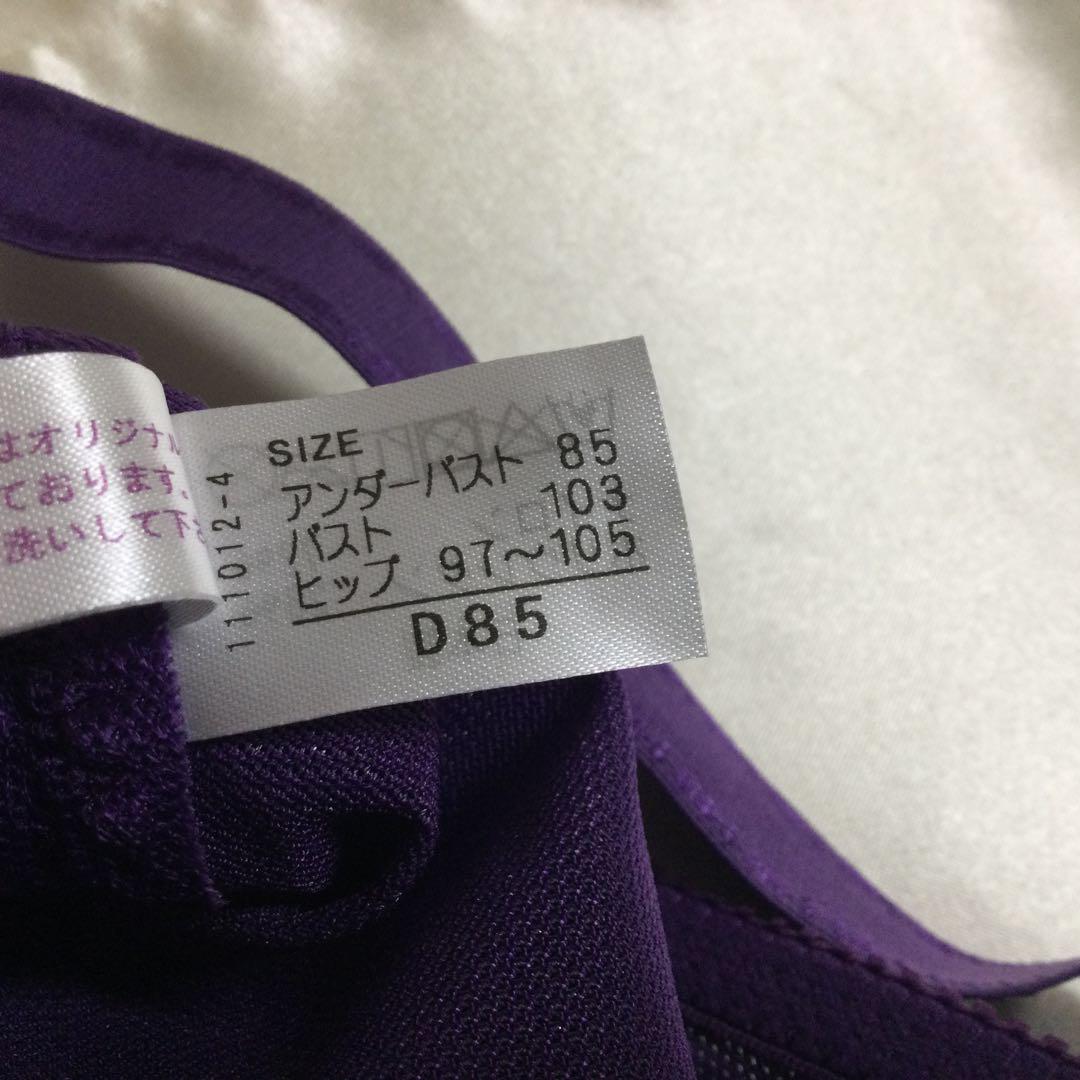 はオリジナル
ております。
洗いして下
111012-4
SIZE
アンダーバスト 85
バスト 103
ヒップ 97～105
D85